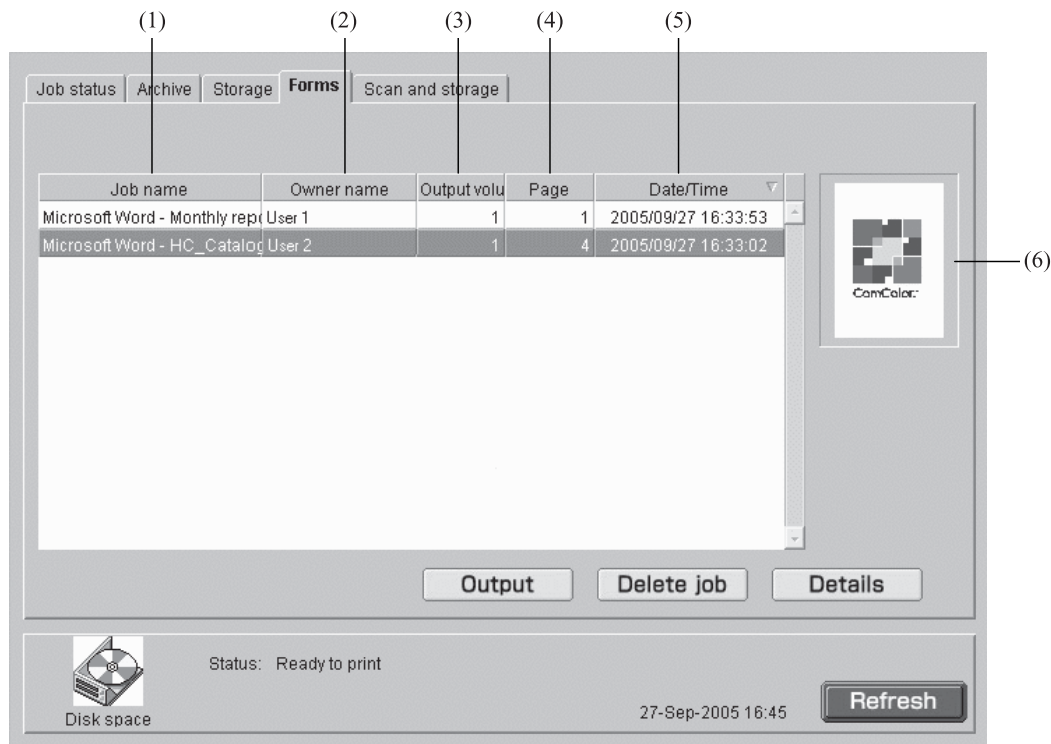 (1) (2) (3) (4) (5)
Job status Archive Storage Forms Scan and storage
Job name Owner name Output volu Page Date/Time
Microsoft Word - Monthly repo User 1 1 1 2005/09/27 16:33:53
Microsoft Word - HC_Catalog User 2 1 4 2005/09/27 16:33:02
(6)
ComColor
Output Delete job Details
Status: Ready to print
Disk space
27-Sep-2005 16:45
Refresh